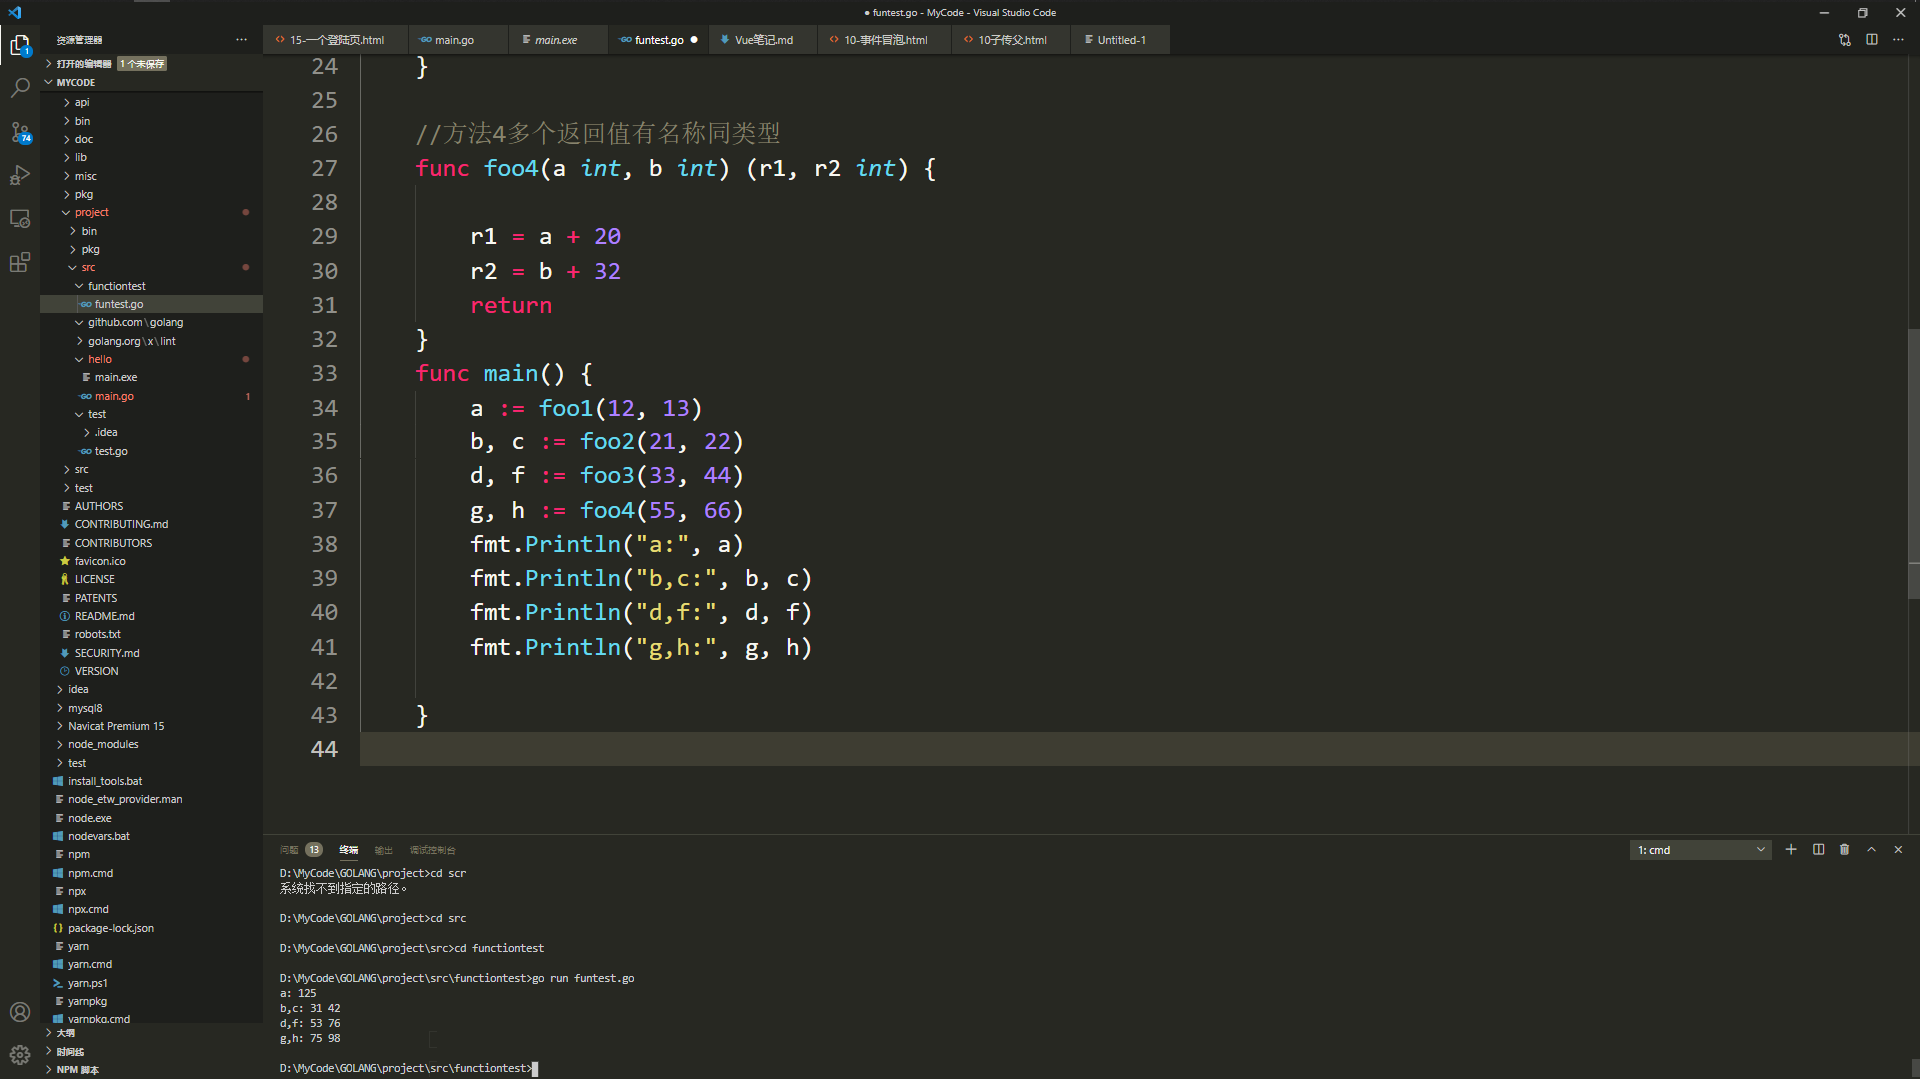 ● funtest.go - MyCode - Visual Studio Code
资源管理器
15-一个登陆页.html
main.go
main.exe
funtest.go
Vue笔记.md
10-事件冒泡.html
10子传父.html
Untitled-1
打开的编辑器 1 个未保存
MYCODE
api
bin
doc
lib
misc
pkg
project
bin
pkg
src
functiontest
funtest.go
github.com\golang
golang.org\x\lint
hello
main.exe
main.go 1
test
.idea
test.go
src
test
AUTHORS
CONTRIBUTING.md
CONTRIBUTORS
favicon.ico
LICENSE
PATENTS
README.md
robots.txt
SECURITY.md
VERSION
idea
mysql8
Navicat Premium 15
node_modules
test
install_tools.bat
node_etw_provider.man
node.exe
nodevars.bat
npm
npm.cmd
npx
npx.cmd
package-lock.json
yarn
yarn.cmd
yarn.ps1
yarnpkg
yarnpkg.cmd
大纲
时间线
NPM 脚本
1
74
24 }
25
26 //方法4多个返回值有名称同类型
27 func foo4(a int, b int) (r1, r2 int) {
28
29 r1 = a + 20
30 r2 = b + 32
31 return
32 }
33 func main() {
34 a := foo1(12, 13)
35 b, c := foo2(21, 22)
36 d, f := foo3(33, 44)
37 g, h := foo4(55, 66)
38 fmt.Println("a:", a)
39 fmt.Println("b,c:", b, c)
40 fmt.Println("d,f:", d, f)
41 fmt.Println("g,h:", g, h)
42
43 }
44
问题 13 终端 输出 调试控制台
1: cmd
D:\MyCode\GOLANG\project>cd scr
系统找不到指定的路径。
D:\MyCode\GOLANG\project>cd src
D:\MyCode\GOLANG\project\src>cd functiontest
D:\MyCode\GOLANG\project\src\functiontest>go run funtest.go
a: 125
b,c: 31 42
d,f: 53 76
g,h: 75 98
D:\MyCode\GOLANG\project\src\functiontest>